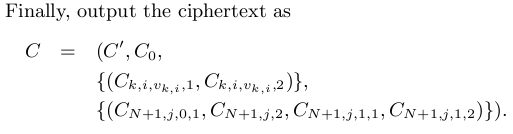 Finally, output the ciphertext as
C = (C′, C₀,
{(C_{k,i,v_{k,i},1}, C_{k,i,v_{k,i},2})},
{(C_{N+1,j,0,1}, C_{N+1,j,2}, C_{N+1,j,1,1}, C_{N+1,j,1,2})}).